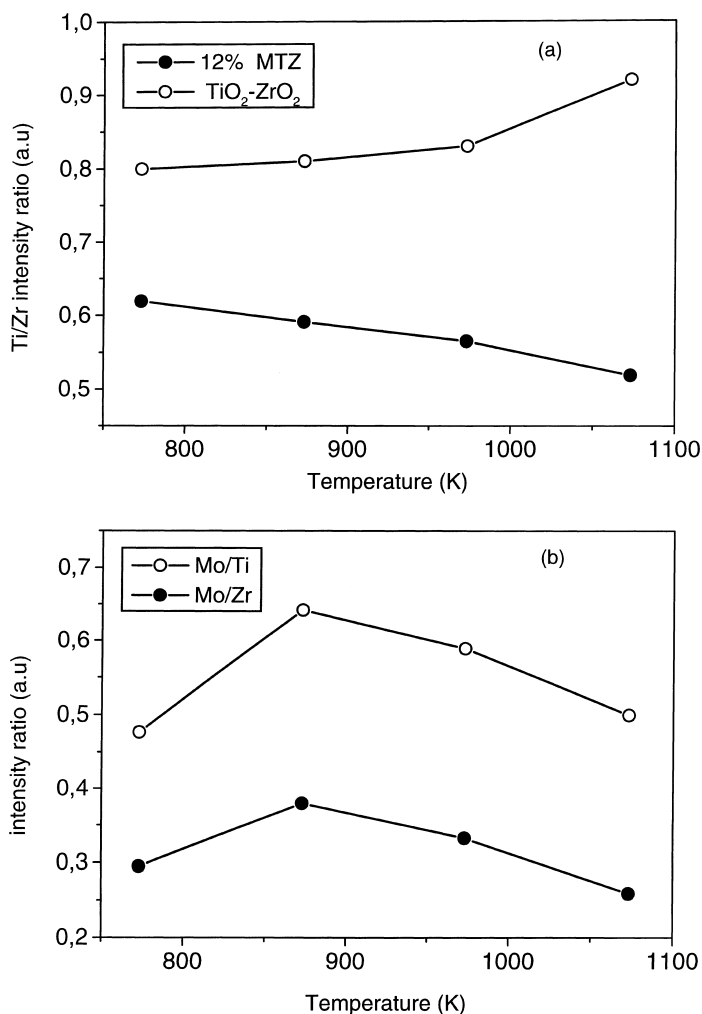 1,0
0,9
0,8
0,7
0,6
0,5
Ti/Zr intensity ratio (a.u)
12% MTZ
TiO2-ZrO2
(a)
800 900 1000 1100
Temperature (K)
0,7
0,6
0,5
0,4
0,3
0,2
intensity ratio (a.u)
Mo/Ti
Mo/Zr
(b)
800 900 1000 1100
Temperature (K)